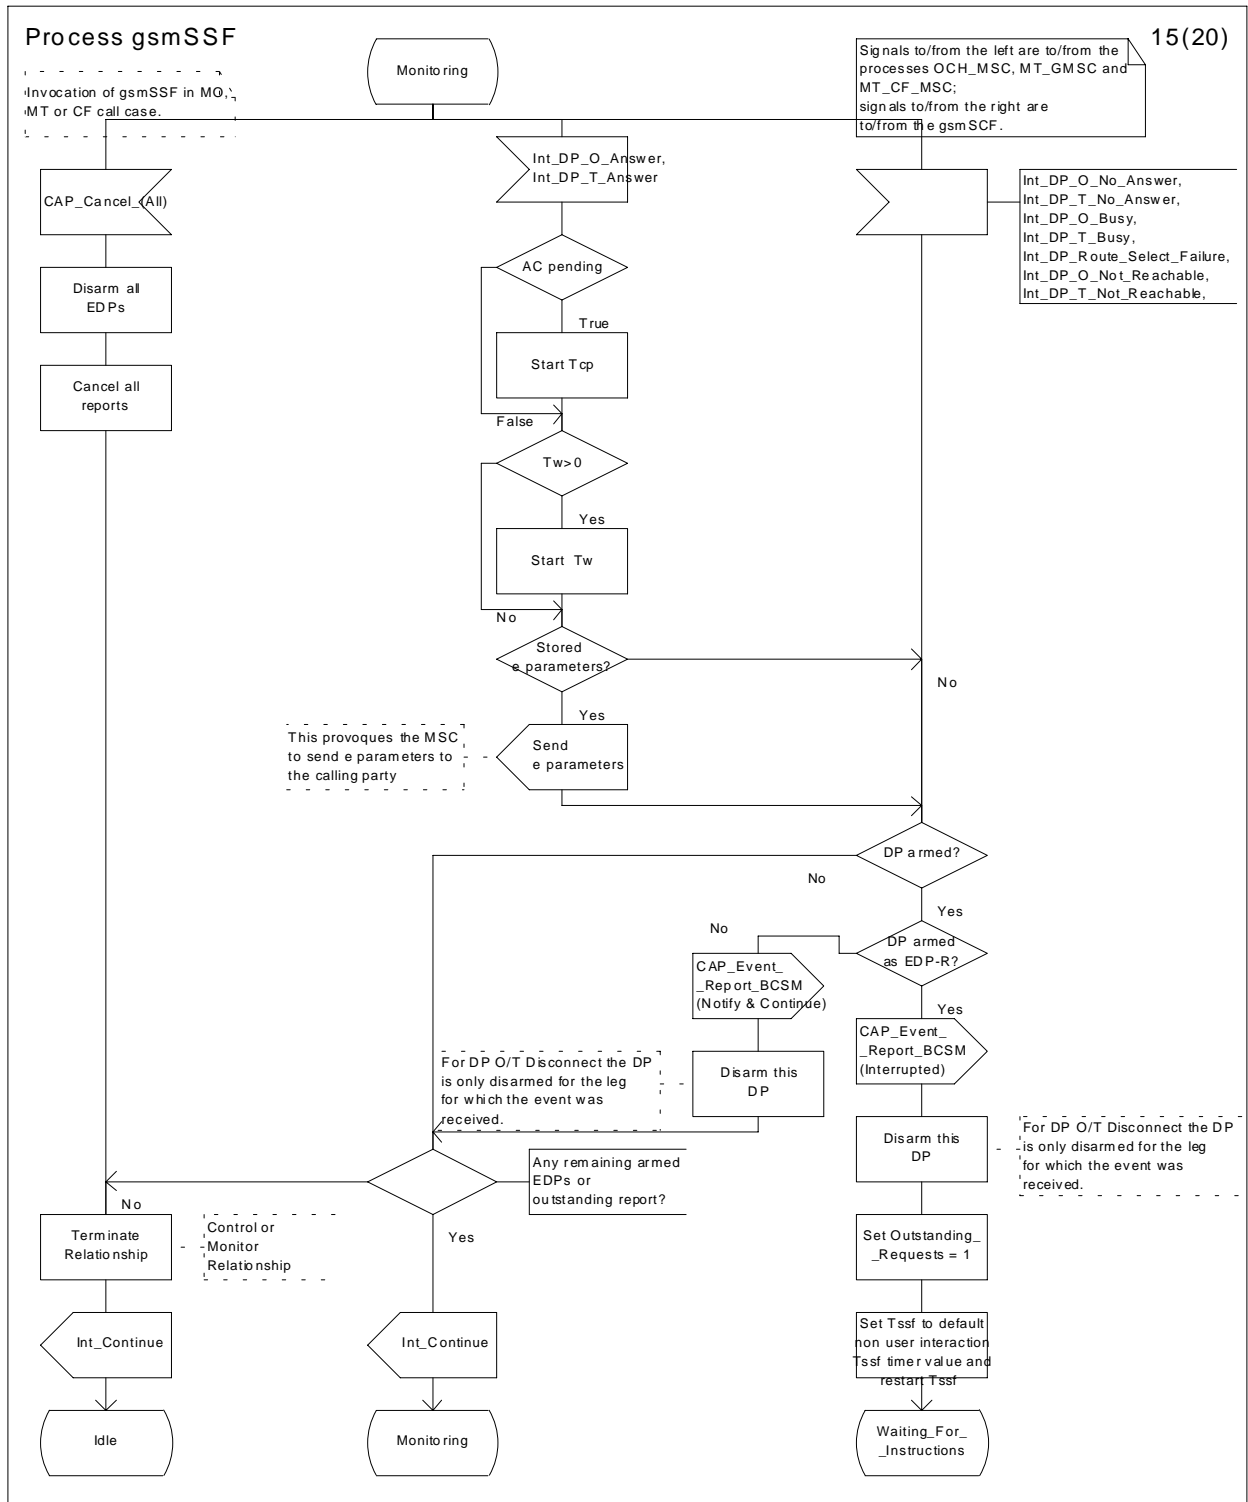 Process gsmSSF
15(20)
Invocation of gsmSSF in MO,
MT or CF call case.
Monitoring
Signals to/from the left are to/from the
processes OCH_MSC, MT_GMSC and
MT_CF_MSC;
signals to/from the right are
to/from the gsmSCF.
CAP_Cancel_(All)
Int_DP_O_Answer,
Int_DP_T_Answer
Int_DP_O_No_Answer,
Int_DP_T_No_Answer,
Int_DP_O_Busy,
Int_DP_T_Busy,
Int_DP_Route_Select_Failure,
Int_DP_O_Not_Reachable,
Int_DP_T_Not_Reachable,
Disarm all
EDPs
AC pending
True
Start Tcp
Cancel all
reports
False
Tw>0
Yes
Start Tw
No
Stored
e parameters?
No
Yes
This provoques the MSC
to send e parameters to
the calling party
Send
e parameters
DP armed?
No
Yes
No
DP armed
as EDP-R?
CAP_Event_
_Report_BCSM
(Notify & Continue)
Yes
CAP_Event_
_Report_BCSM
(Interrupted)
For DP O/T Disconnect the DP
is only disarmed for the leg
for which the event was
received.
Disarm this
DP
Disarm this
DP
For DP O/T Disconnect the DP
is only disarmed for the leg
for which the event was
received.
Any remaining armed
EDPs or
outstanding report?
No
Yes
Terminate
Relationship
Control or
Monitor
Relationship
Set Outstanding_
_Requests = 1
Int_Continue
Int_Continue
Set Tssf to default
non user interaction
Tssf timer value and
restart Tssf
Idle
Monitoring
Waiting_For_
_Instructions